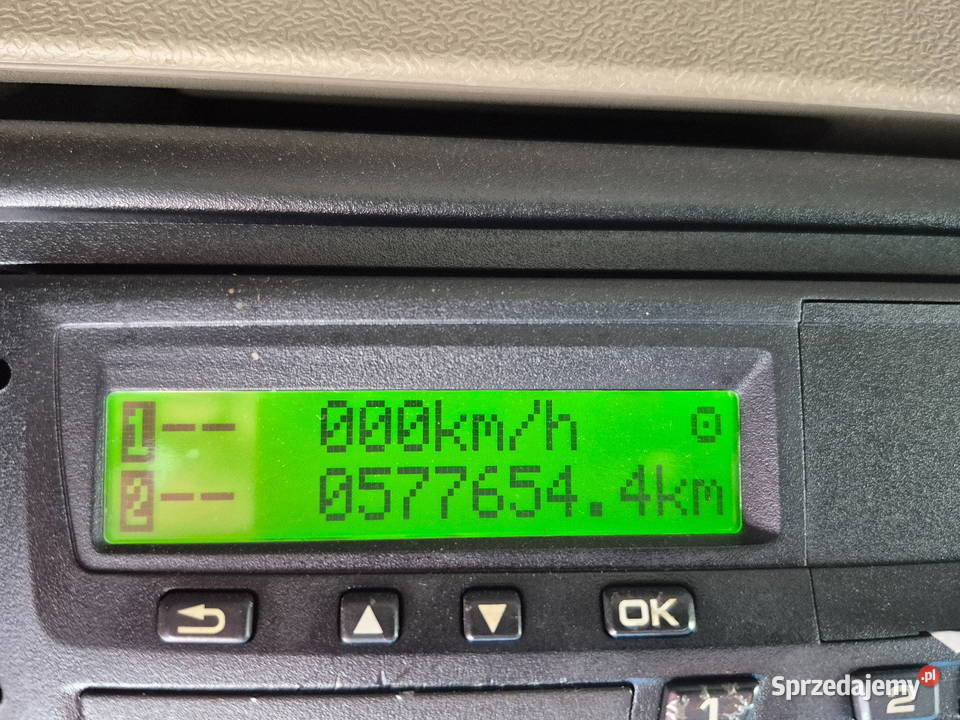 1-- 000km/h
2-- 0577654.4km
OK
1
2
Sprzedajemy.pl